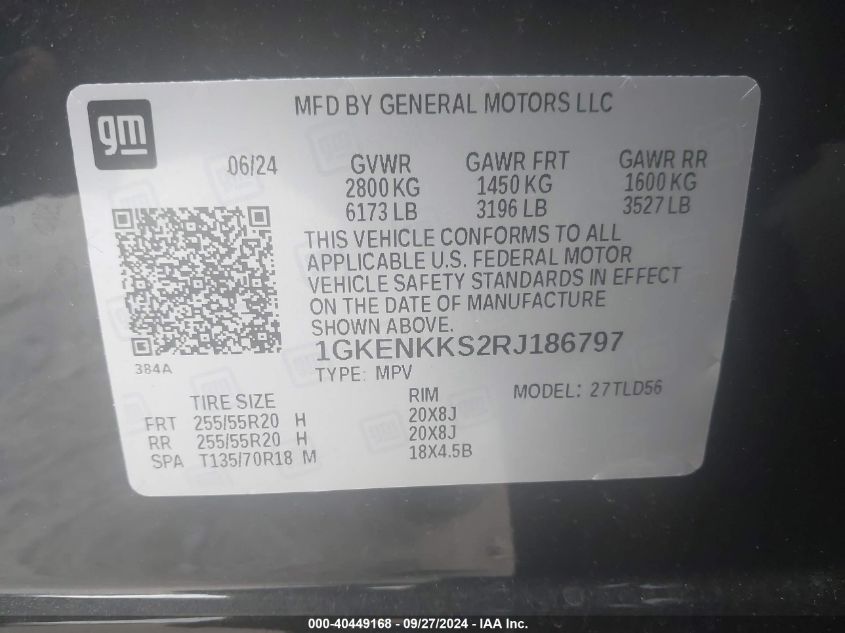 MFD BY GENERAL MOTORS LLC
gm
06/24
GVWR GAWR FRT GAWR RR
2800 KG 1450 KG 1600 KG
6173 LB 3196 LB 3527 LB
THIS VEHICLE CONFORMS TO ALL
APPLICABLE U.S. FEDERAL MOTOR
VEHICLE SAFETY STANDARDS IN EFFECT
ON THE DATE OF MANUFACTURE
SHOWN ABOVE.
1GKENKKS2RJ186797
384A
TYPE: MPV MODEL: 27TLD56
TIRE SIZE RIM
FRT 255/55R20 H 20X8J
RR 255/55R20 H 20X8J
SPA T135/70R18 M 18X4.5B
000-40449168 — 09/27/2024 - IAA Inc.